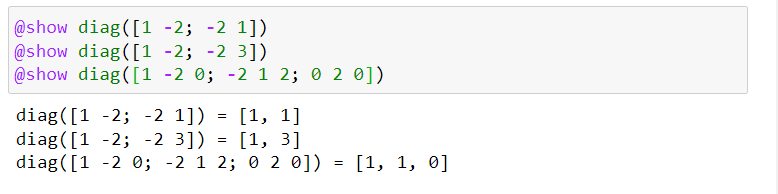 @show diag([1 -2; -2 1])
@show diag([1 -2; -2 3])
@show diag([1 -2 0; -2 1 2; 0 2 0])
diag([1 -2; -2 1]) = [1, 1]
diag([1 -2; -2 3]) = [1, 3]
diag([1 -2 0; -2 1 2; 0 2 0]) = [1, 1, 0]